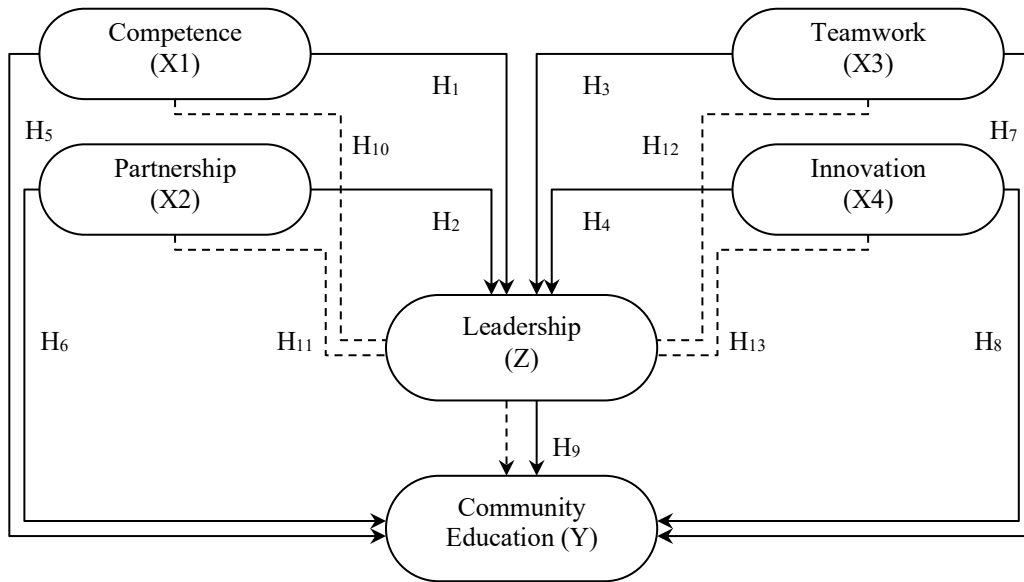 Competence
(X1)
Teamwork
(X3)
H₁
H₃
H₅
H₇
H₁₀
H₁₂
Partnership
(X2)
Innovation
(X4)
H₂
H₄
Leadership
(Z)
H₆
H₁₁
H₁₃
H₈
H₉
Community
Education (Y)